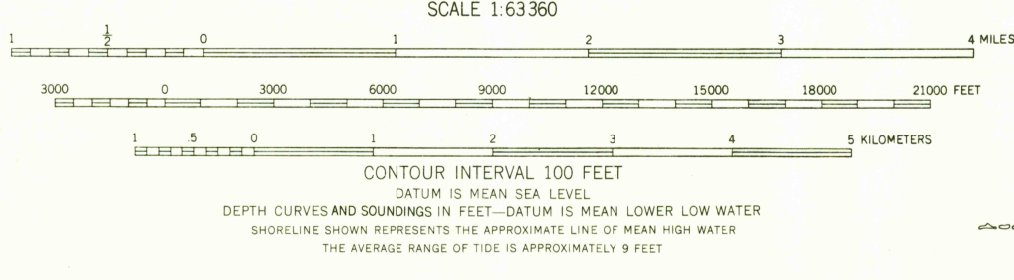 SCALE 1:63360
1 ½ 0 1 2 3 4 MILES
3000 0 3000 6000 9000 12000 15000 18000 21000 FEET
1 .5 0 1 2 3 4 5 KILOMETERS
CONTOUR INTERVAL 100 FEET
DATUM IS MEAN SEA LEVEL
DEPTH CURVES AND SOUNDINGS IN FEET—DATUM IS MEAN LOWER LOW WATER
SHORELINE SHOWN REPRESENTS THE APPROXIMATE LINE OF MEAN HIGH WATER
THE AVERAGE RANGE OF TIDE IS APPROXIMATELY 9 FEET